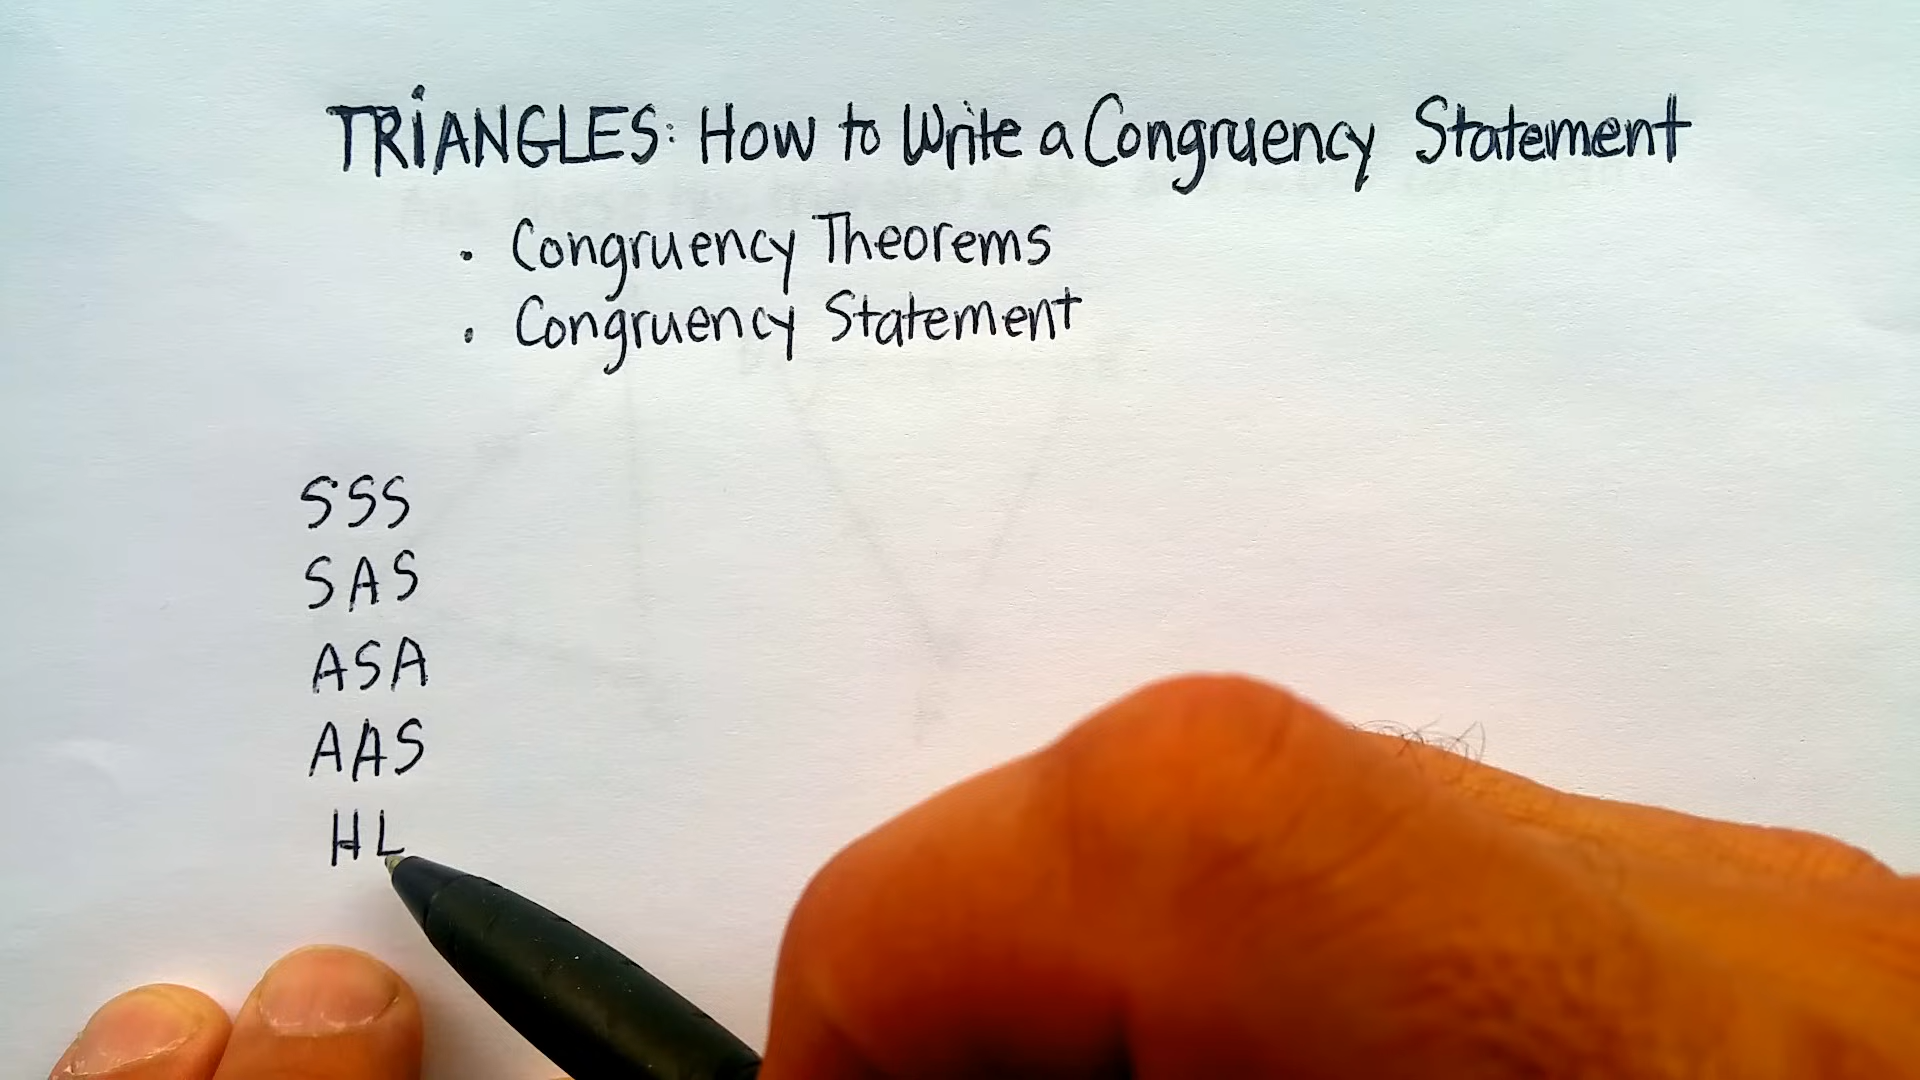 TRIANGLES: How to Write a Congruency Statement
. Congruency Theorems
. Congruency Statement
SSS
SAS
ASA
AAS
HL